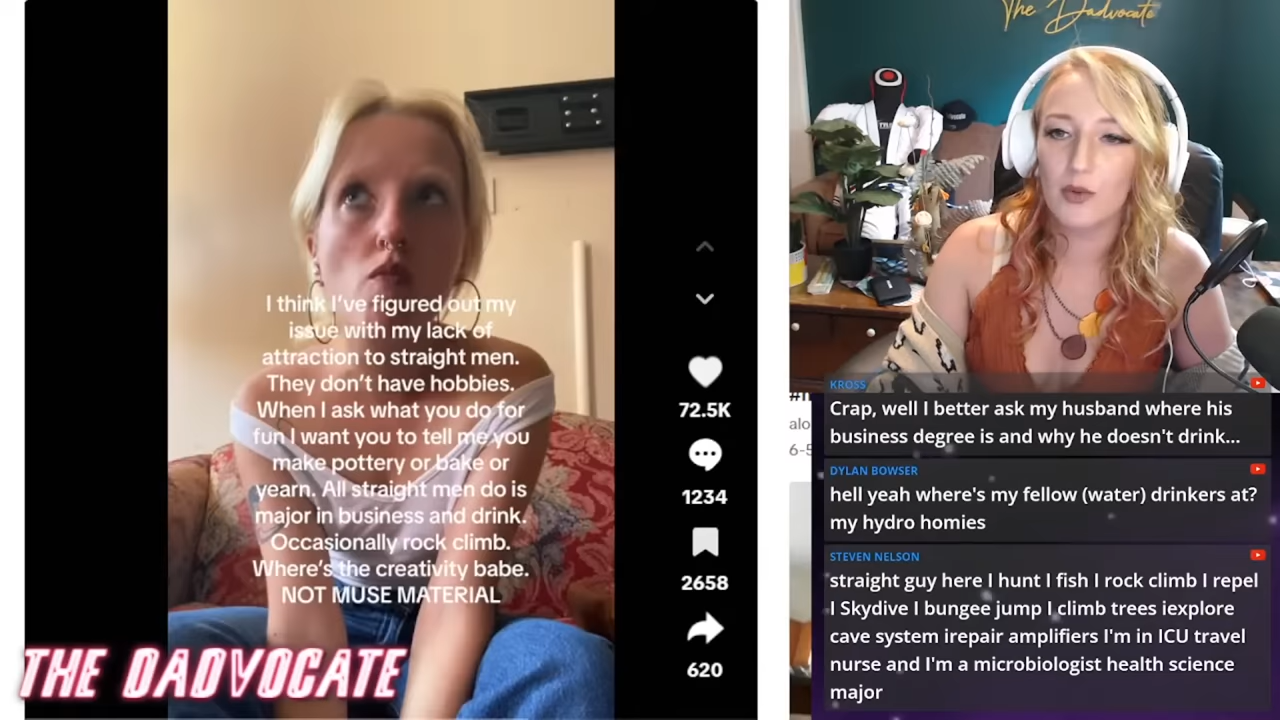 The Dadvocate
I think I've figured out my
issue with my lack of
attraction to straight men.
They don't have hobbies.
When I ask what you do for
fun I want you to tell me you
make pottery or bake or
yearn. All straight men do is
major in business and drink.
Occasionally rock climb.
Where's the creativity babe.
NOT MUSE MATERIAL
72.5K
1234
2658
620
THE DADVOCATE
KROSS
Crap, well I better ask my husband where his
business degree is and why he doesn't drink...
DYLAN BOWSER
hell yeah where's my fellow (water) drinkers at?
my hydro homies
STEVEN NELSON
straight guy here I hunt I fish I rock climb I repel
I Skydive I bungee jump I climb trees iexplore
cave system irepair amplifiers I'm in ICU travel
nurse and I'm a microbiologist health science
major